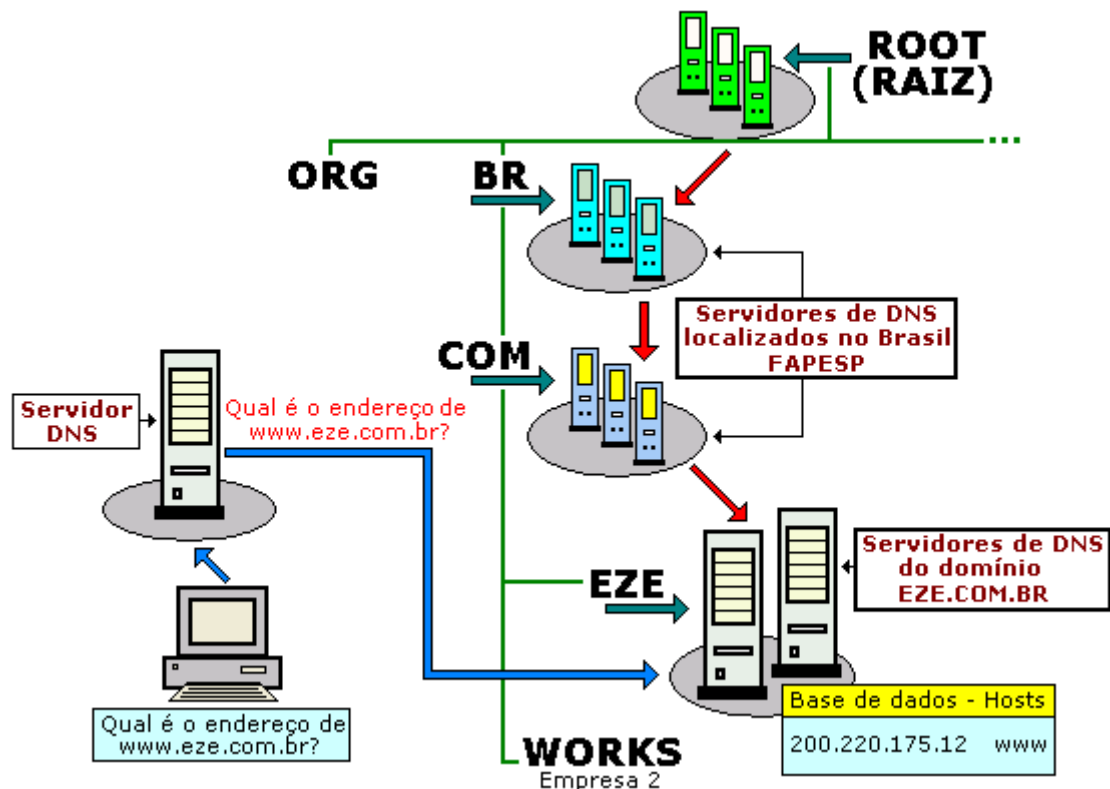 ROOT
(RAIZ)
ORG
BR
Servidores de DNS
localizados no Brasil
FAPESP
COM
Servidor
DNS
Qual é o endereço de
www.eze.com.br?
Servidores de DNS
do domínio
EZE.COM.BR
EZE
Qual é o endereço de
www.eze.com.br?
Base de dados - Hosts
200.220.175.12 www
WORKS
Empresa 2